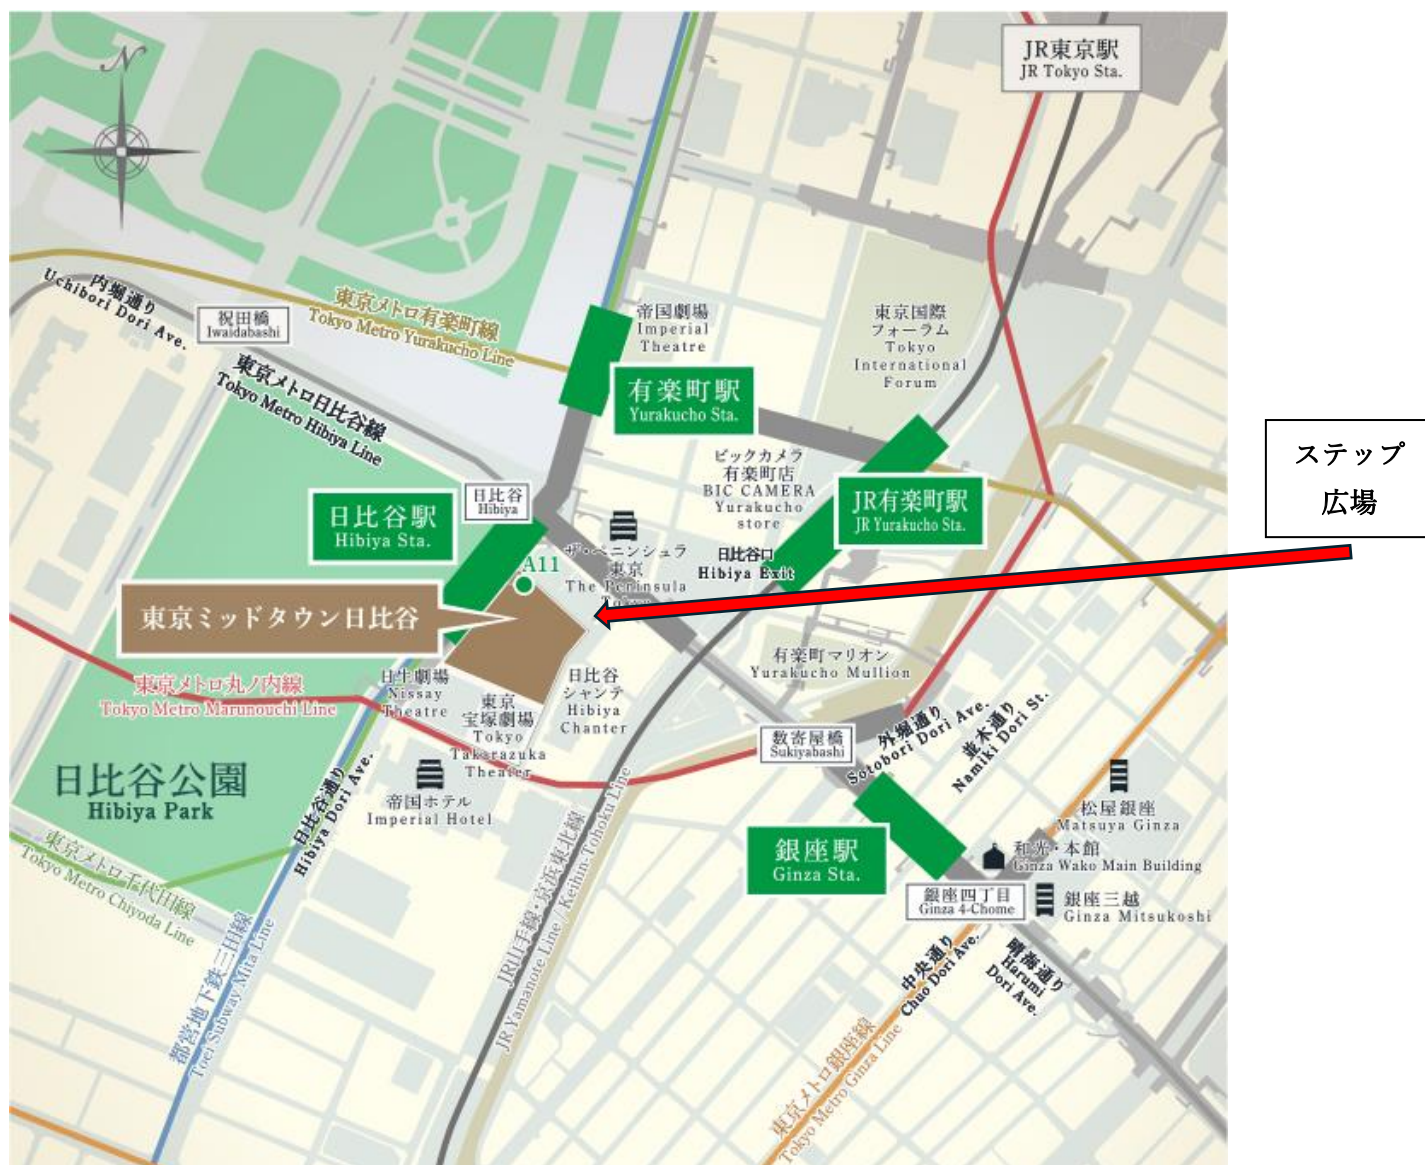 N
JR東京駅
JR Tokyo Sta.
内堀通り
Uchibori Dori Ave.
祝田橋
Iwaidabashi
東京メトロ有楽町線
Tokyo Metro Yurakucho Line
帝国劇場
Imperial
Theatre
東京国際
フォーラム
Tokyo
International
Forum
東京メトロ日比谷線
Tokyo Metro Hibiya Line
有楽町駅
Yurakucho Sta.
ビックカメラ
有楽町店
BIC CAMERA
Yurakucho
store
ステップ
広場
日比谷駅
Hibiya Sta.
日比谷
Hibiya
JR有楽町駅
JR Yurakucho Sta.
ザ・ペニンシュラ
東京
The Peninsula
A11
日比谷口
Hibiya Exit
東京ミッドタウン日比谷
有楽町マリオン
Yurakucho Mullion
東京メトロ丸ノ内線
Tokyo Metro Marunouchi Line
日生劇場
Nissay
Theatre
東京
宝塚劇場
Tokyo
Takarazuka
Theater
日比谷
シャンテ
Hibiya
Chanter
数寄屋橋
Sukiyabashi
外堀通り
Sotobori Dori Ave.
並木通り
Namiki Dori St.
日比谷公園
Hibiya Park
日比谷通り
Hibiya Dori Ave.
帝国ホテル
Imperial Hotel
松屋銀座
Matsuya Ginza
銀座駅
Ginza Sta.
和光・本館
Ginza Wako Main Building
銀座四丁目
Ginza 4-Chome
銀座三越
Ginza Mitsukoshi
東京メトロ千代田線
Tokyo Metro Chiyoda Line
都営地下鉄三田線
Toei Subway Mita Line
JR山手線・京浜東北線
JR Yamanote Line / Keihin-Tohoku Line
中央通り
Chuo Dori Ave.
晴海通り
Harumi
Dori Ave.
東京メトロ銀座線
Tokyo Metro Ginza Line